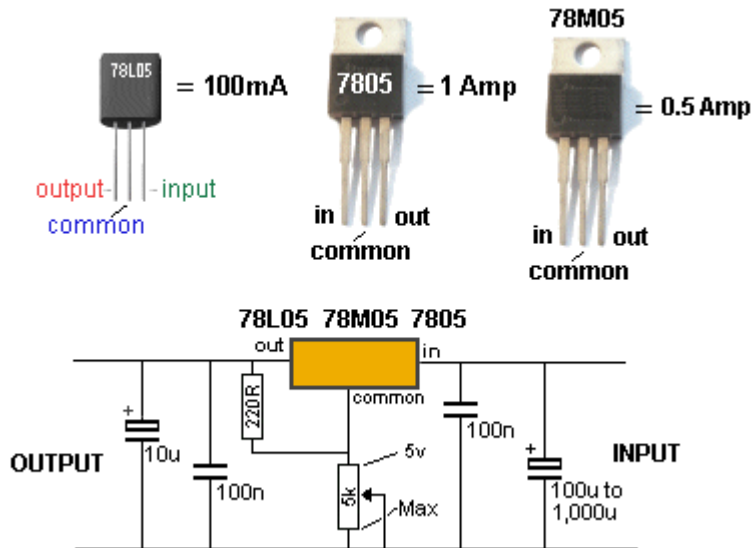 78L05
= 100mA
output
input
common
7805
= 1 Amp
in
out
common
78M05
= 0.5 Amp
in
out
common
78L05 78M05 7805
out
in
common
220R
+
10u
100n
OUTPUT
5v
5k
Max
100n
+
100u to
1,000u
INPUT